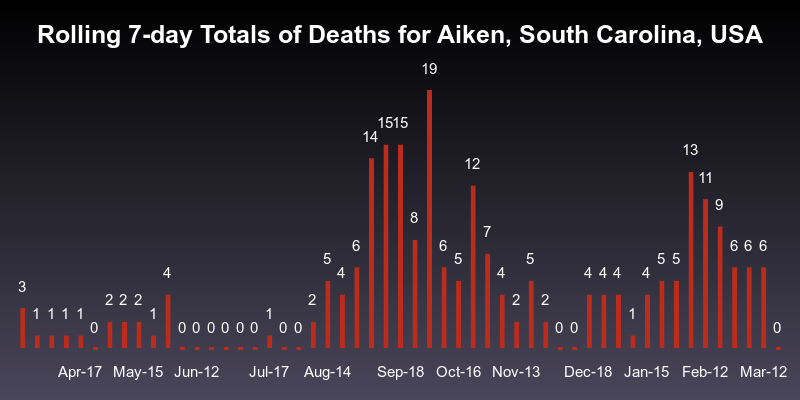 Rolling 7-day Totals of Deaths for Aiken, South Carolina, USA
3 1 1 1 1 0 2 2 2 1 4 0 0 0 0 0 0 1 0 0 2 5 4 6 14 15 15 8 19 6 5 12 7 4 2 5 2 0 0 4 4 4 1 4 5 5 13 11 9 6 6 6 0
Apr-17 May-15 Jun-12 Jul-17 Aug-14 Sep-18 Oct-16 Nov-13 Dec-18 Jan-15 Feb-12 Mar-12